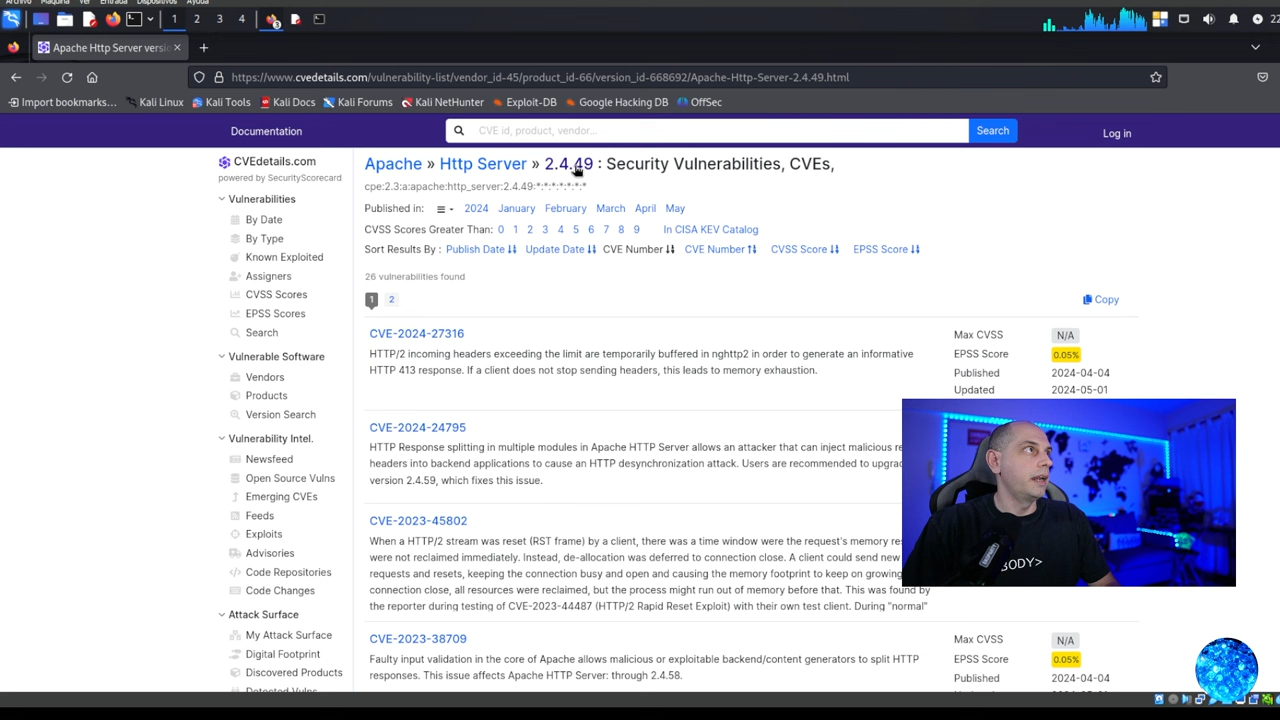 Archivo Máquina Ver Entrada Dispositivos Ayuda
1 2 3 4
22
Apache Http Server versi
https://www.cvedetails.com/vulnerability-list/vendor_id-45/product_id-66/version_id-668692/Apache-Http-Server-2.4.49.html
Import bookmarks... Kali Linux Kali Tools Kali Docs Kali Forums Kali NetHunter Exploit-DB Google Hacking DB OffSec
Documentation
CVE id, product, vendor...
Search
Log in
CVEdetails.com
powered by SecurityScorecard
Vulnerabilities
By Date
By Type
Known Exploited
Assigners
CVSS Scores
EPSS Scores
Search
Vulnerable Software
Vendors
Products
Version Search
Vulnerability Intel.
Newsfeed
Open Source Vulns
Emerging CVEs
Feeds
Exploits
Advisories
Code Repositories
Code Changes
Attack Surface
My Attack Surface
Digital Footprint
Discovered Products
Detected Vulns
Apache » Http Server » 2.4.49 : Security Vulnerabilities, CVEs,
cpe:2.3:a:apache:http_server:2.4.49:*:*:*:*:*:*:*
Published in: 2024 January February March April May
CVSS Scores Greater Than: 0 1 2 3 4 5 6 7 8 9 In CISA KEV Catalog
Sort Results By : Publish Date Update Date CVE Number CVE Number CVSS Score EPSS Score
26 vulnerabilities found
1 2
Copy
CVE-2024-27316
HTTP/2 incoming headers exceeding the limit are temporarily buffered in nghttp2 in order to generate an informative
HTTP 413 response. If a client does not stop sending headers, this leads to memory exhaustion.
Max CVSS N/A
EPSS Score 0.05%
Published 2024-04-04
Updated 2024-05-01
CVE-2024-24795
HTTP Response splitting in multiple modules in Apache HTTP Server allows an attacker that can inject malicious re
headers into backend applications to cause an HTTP desynchronization attack. Users are recommended to upgra
version 2.4.59, which fixes this issue.
CVE-2023-45802
When a HTTP/2 stream was reset (RST frame) by a client, there was a time window were the request's memory re
were not reclaimed immediately. Instead, de-allocation was deferred to connection close. A client could send new
requests and resets, keeping the connection busy and open and causing the memory footprint to keep on growing
connection close, all resources were reclaimed, but the process might run out of memory before that. This was found by
the reporter during testing of CVE-2023-44487 (HTTP/2 Rapid Reset Exploit) with their own test client. During "normal"
CVE-2023-38709
Faulty input validation in the core of Apache allows malicious or exploitable backend/content generators to split HTTP
responses. This issue affects Apache HTTP Server: through 2.4.58.
Max CVSS N/A
EPSS Score 0.05%
Published 2024-04-04
BODY>